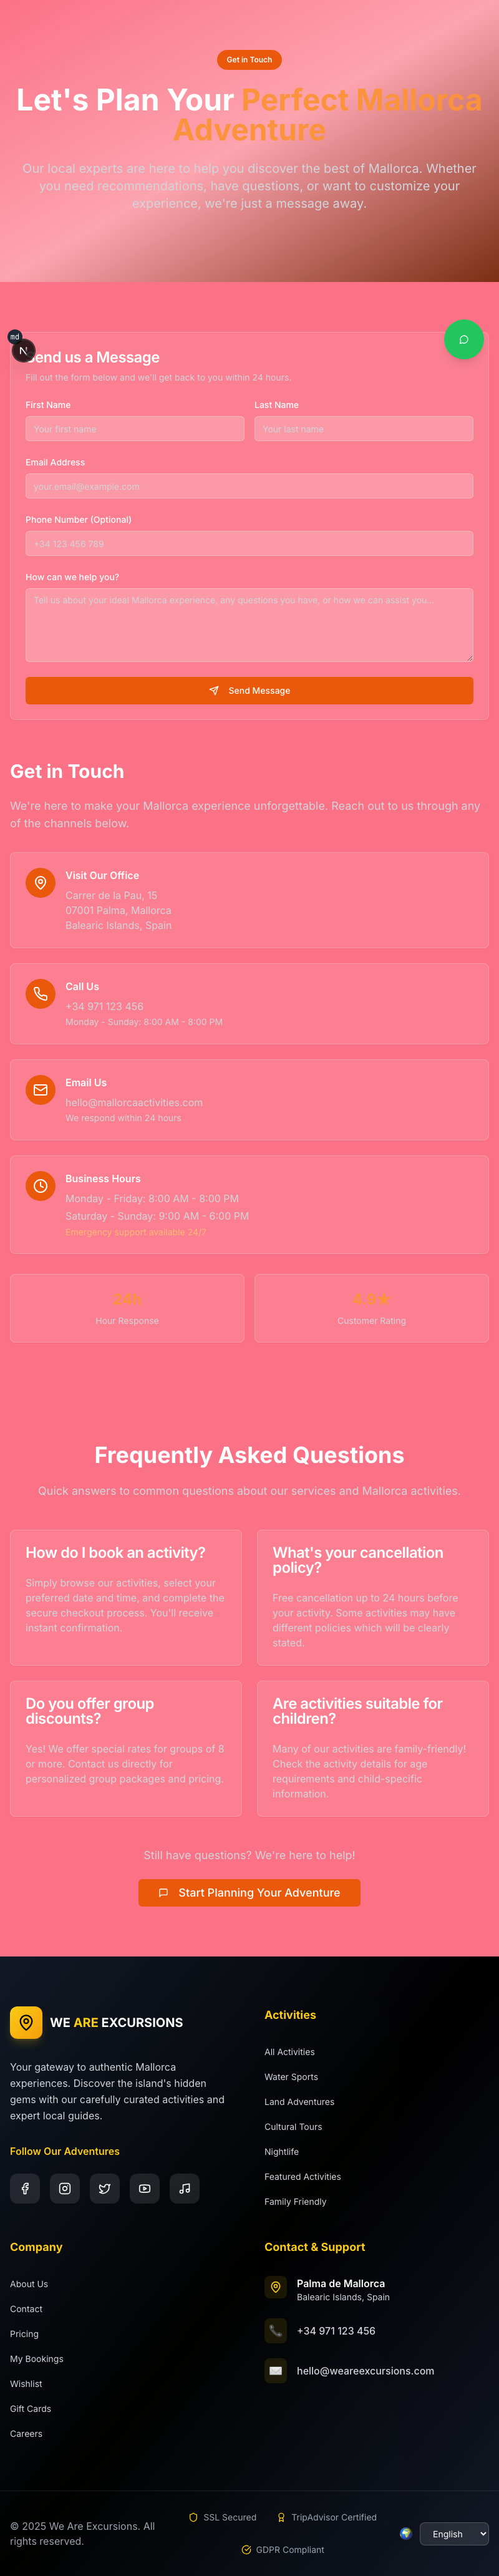 Get in Touch
Let's Plan Your Perfect Mallorca
Adventure
Our local experts are here to help you discover the best of Mallorca. Whether
you need recommendations, have questions, or want to customize your
experience, we're just a message away.
md
N
Send us a Message
Fill out the form below and we'll get back to you within 24 hours.
First Name
Last Name
Your first name
Your last name
Email Address
your.email@example.com
Phone Number (Optional)
+34 123 456 789
How can we help you?
Tell us about your ideal Mallorca experience, any questions you have, or how we can assist you...
Send Message
Get in Touch
We're here to make your Mallorca experience unforgettable. Reach out to us through any
of the channels below.
Visit Our Office
Carrer de la Pau, 15
07001 Palma, Mallorca
Balearic Islands, Spain
Call Us
+34 971 123 456
Monday - Sunday: 8:00 AM - 8:00 PM
Email Us
hello@mallorcaactivities.com
We respond within 24 hours
Business Hours
Monday - Friday: 8:00 AM - 8:00 PM
Saturday - Sunday: 9:00 AM - 6:00 PM
Emergency support available 24/7
Hour Response
Customer Rating
Frequently Asked Questions
Quick answers to common questions about our services and Mallorca activities.
How do I book an activity?
Simply browse our activities, select your
preferred date and time, and complete the
secure checkout process. You'll receive
instant confirmation.
What's your cancellation
policy?
Free cancellation up to 24 hours before
your activity. Some activities may have
different policies which will be clearly
stated.
Do you offer group
discounts?
Yes! We offer special rates for groups of 8
or more. Contact us directly for
personalized group packages and pricing.
Are activities suitable for
children?
Many of our activities are family-friendly!
Check the activity details for age
requirements and child-specific
information.
Still have questions? We're here to help!
Start Planning Your Adventure
WE ARE EXCURSIONS
Your gateway to authentic Mallorca
experiences. Discover the island's hidden
gems with our carefully curated activities and
expert local guides.
Follow Our Adventures
Activities
All Activities
Water Sports
Land Adventures
Cultural Tours
Nightlife
Featured Activities
Family Friendly
Company
About Us
Contact
Pricing
My Bookings
Wishlist
Gift Cards
Careers
Contact & Support
Palma de Mallorca
Balearic Islands, Spain
+34 971 123 456
hello@weareexcursions.com
© 2025 We Are Excursions. All
rights reserved.
SSL Secured
TripAdvisor Certified
GDPR Compliant
English